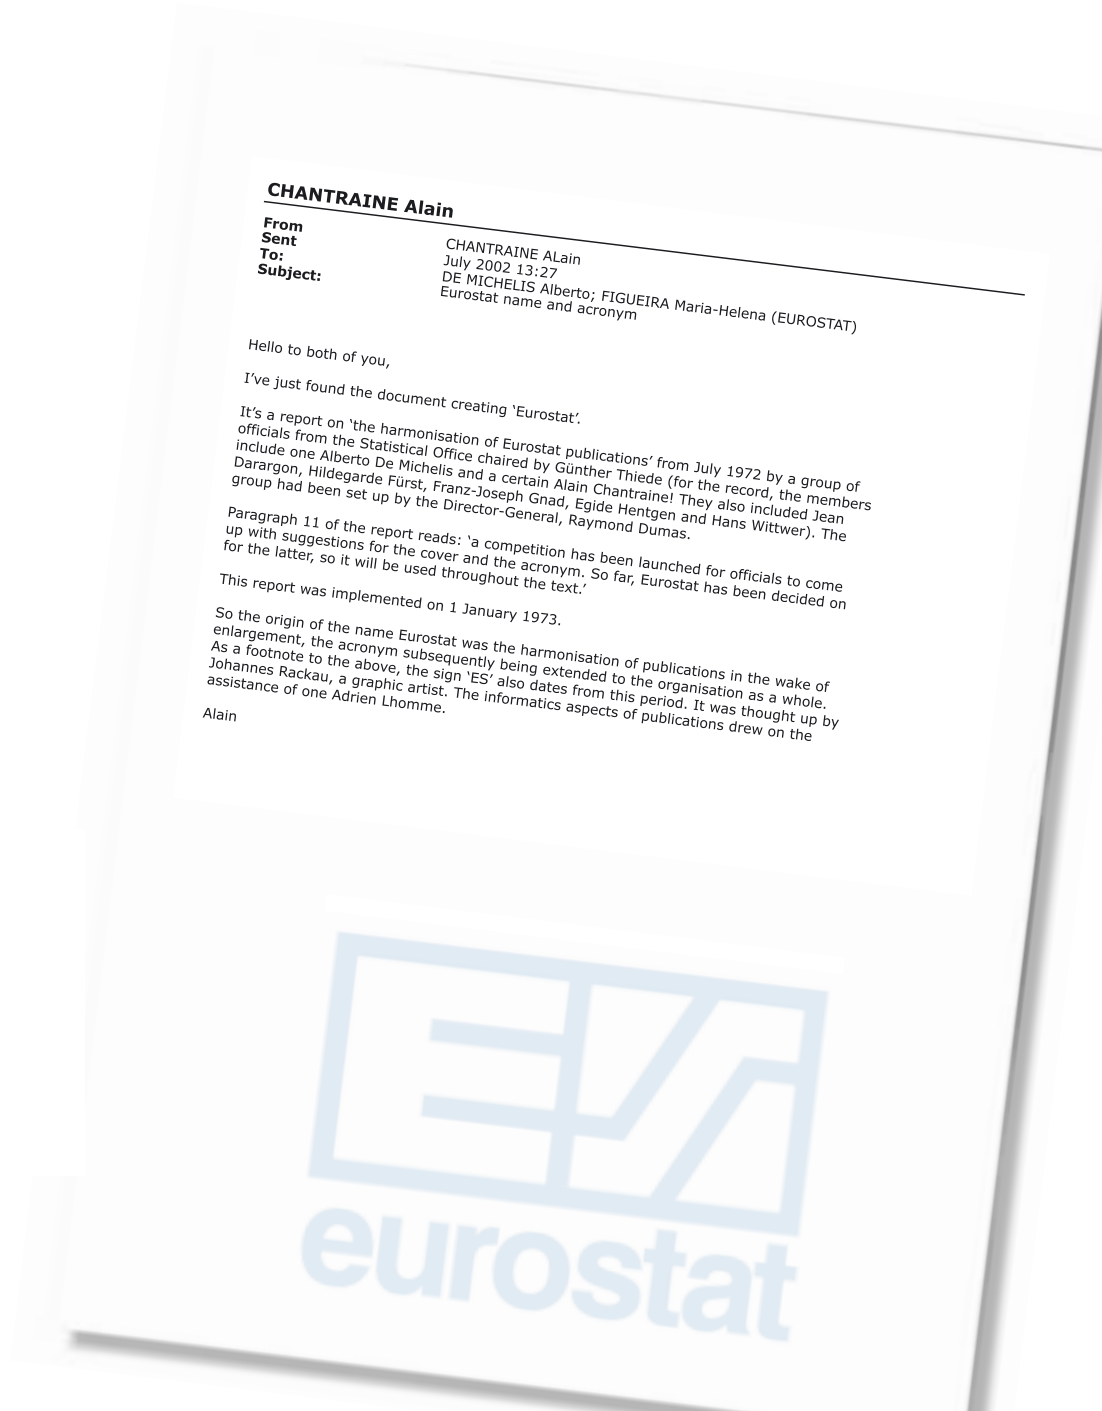 CHANTRAINE Alain
From CHANTRAINE ALain
Sent July 2002 13:27
To: DE MICHELIS Alberto; FIGUEIRA Maria-Helena (EUROSTAT)
Subject: Eurostat name and acronym
Hello to both of you,
I’ve just found the document creating ‘Eurostat’.
It’s a report on ‘the harmonisation of Eurostat publications’ from July 1972 by a group of
officials from the Statistical Office chaired by Günther Thiede (for the record, the members
include one Alberto De Michelis and a certain Alain Chantraine! They also included Jean
Darargon, Hildegarde Fürst, Franz-Joseph Gnad, Egide Hentgen and Hans Wittwer). The
group had been set up by the Director-General, Raymond Dumas.
Paragraph 11 of the report reads: ‘a competition has been launched for officials to come
up with suggestions for the cover and the acronym. So far, Eurostat has been decided on
for the latter, so it will be used throughout the text.’
This report was implemented on 1 January 1973.
So the origin of the name Eurostat was the harmonisation of publications in the wake of
enlargement, the acronym subsequently being extended to the organisation as a whole.
As a footnote to the above, the sign ‘ES’ also dates from this period. It was thought up by
Johannes Rackau, a graphic artist. The informatics aspects of publications drew on the
assistance of one Adrien Lhomme.
Alain
ES
eurostat